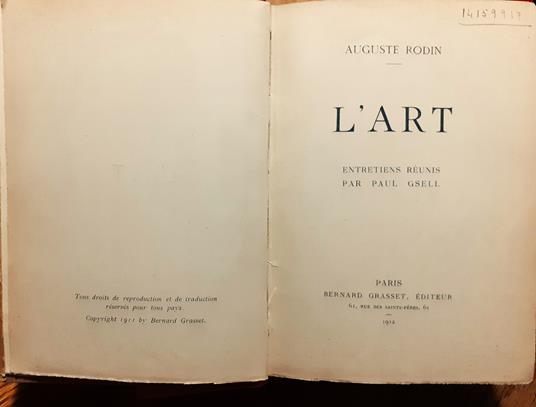 Tous droits de reproduction et de traduction
réservés pour tous pays.
Copyright 1911 by Bernard Grasset.
14159917
AUGUSTE RODIN
L'ART
ENTRETIENS RÉUNIS
PAR PAUL GSELL
PARIS
BERNARD GRASSET, ÉDITEUR
61, RUE DES SAINTS-PÈRES, 61
1912